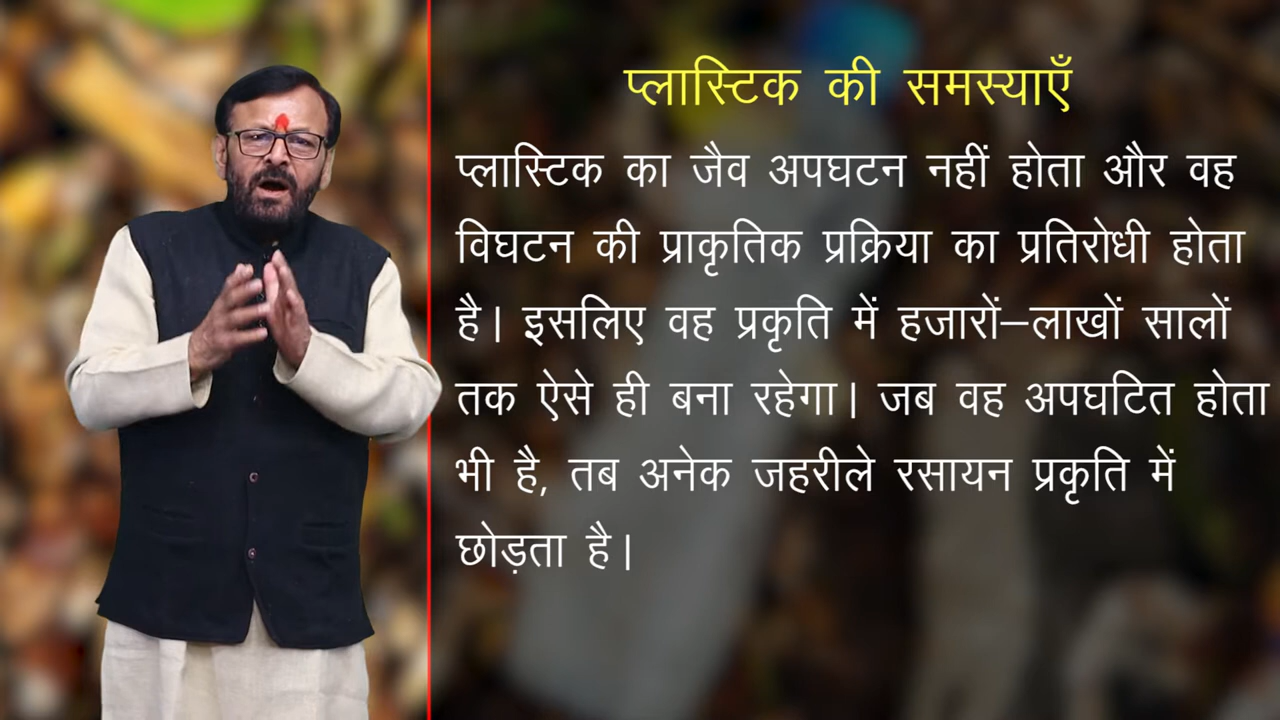 प्लास्टिक की समस्याएँ
प्लास्टिक का जैव अपघटन नहीं होता और वह
विघटन की प्राकृतिक प्रक्रिया का प्रतिरोधी होता
है। इसलिए वह प्रकृति में हजारों–लाखों सालों
तक ऐसे ही बना रहेगा। जब वह अपघटित होता
भी है, तब अनेक जहरीले रसायन प्रकृति में
छोड़ता है।